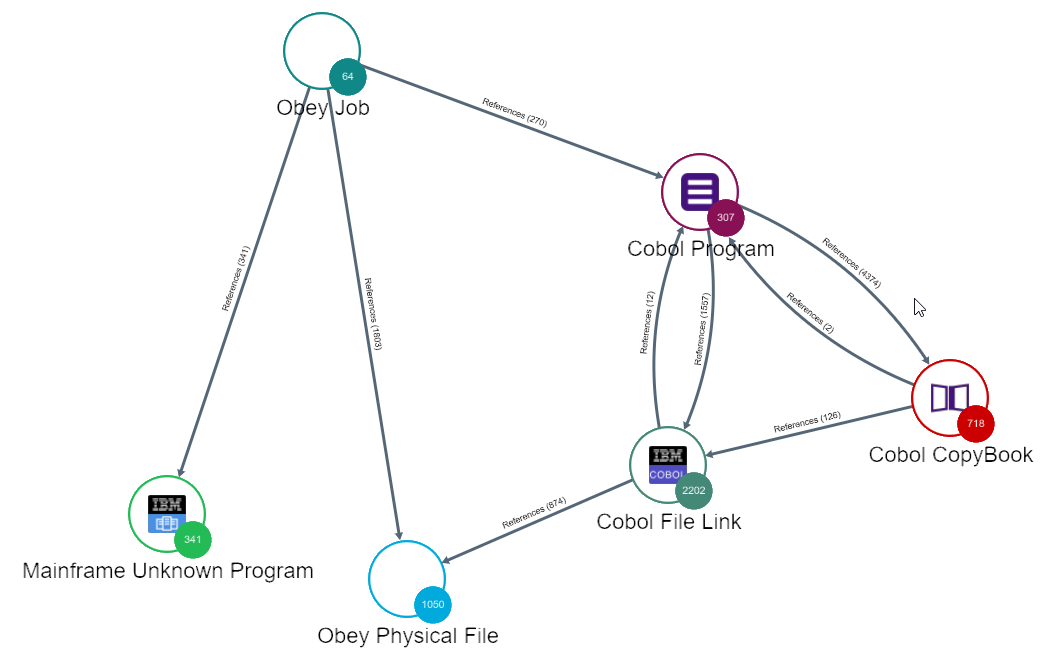 64
Obey Job
References (270)
307
Cobol Program
References (4374)
References (341)
References (1803)
References (12)
References (1567)
References (2)
718
Cobol CopyBook
References (126)
IBM
COBOL
2202
Cobol File Link
References (874)
IBM
341
Mainframe Unknown Program
1050
Obey Physical File